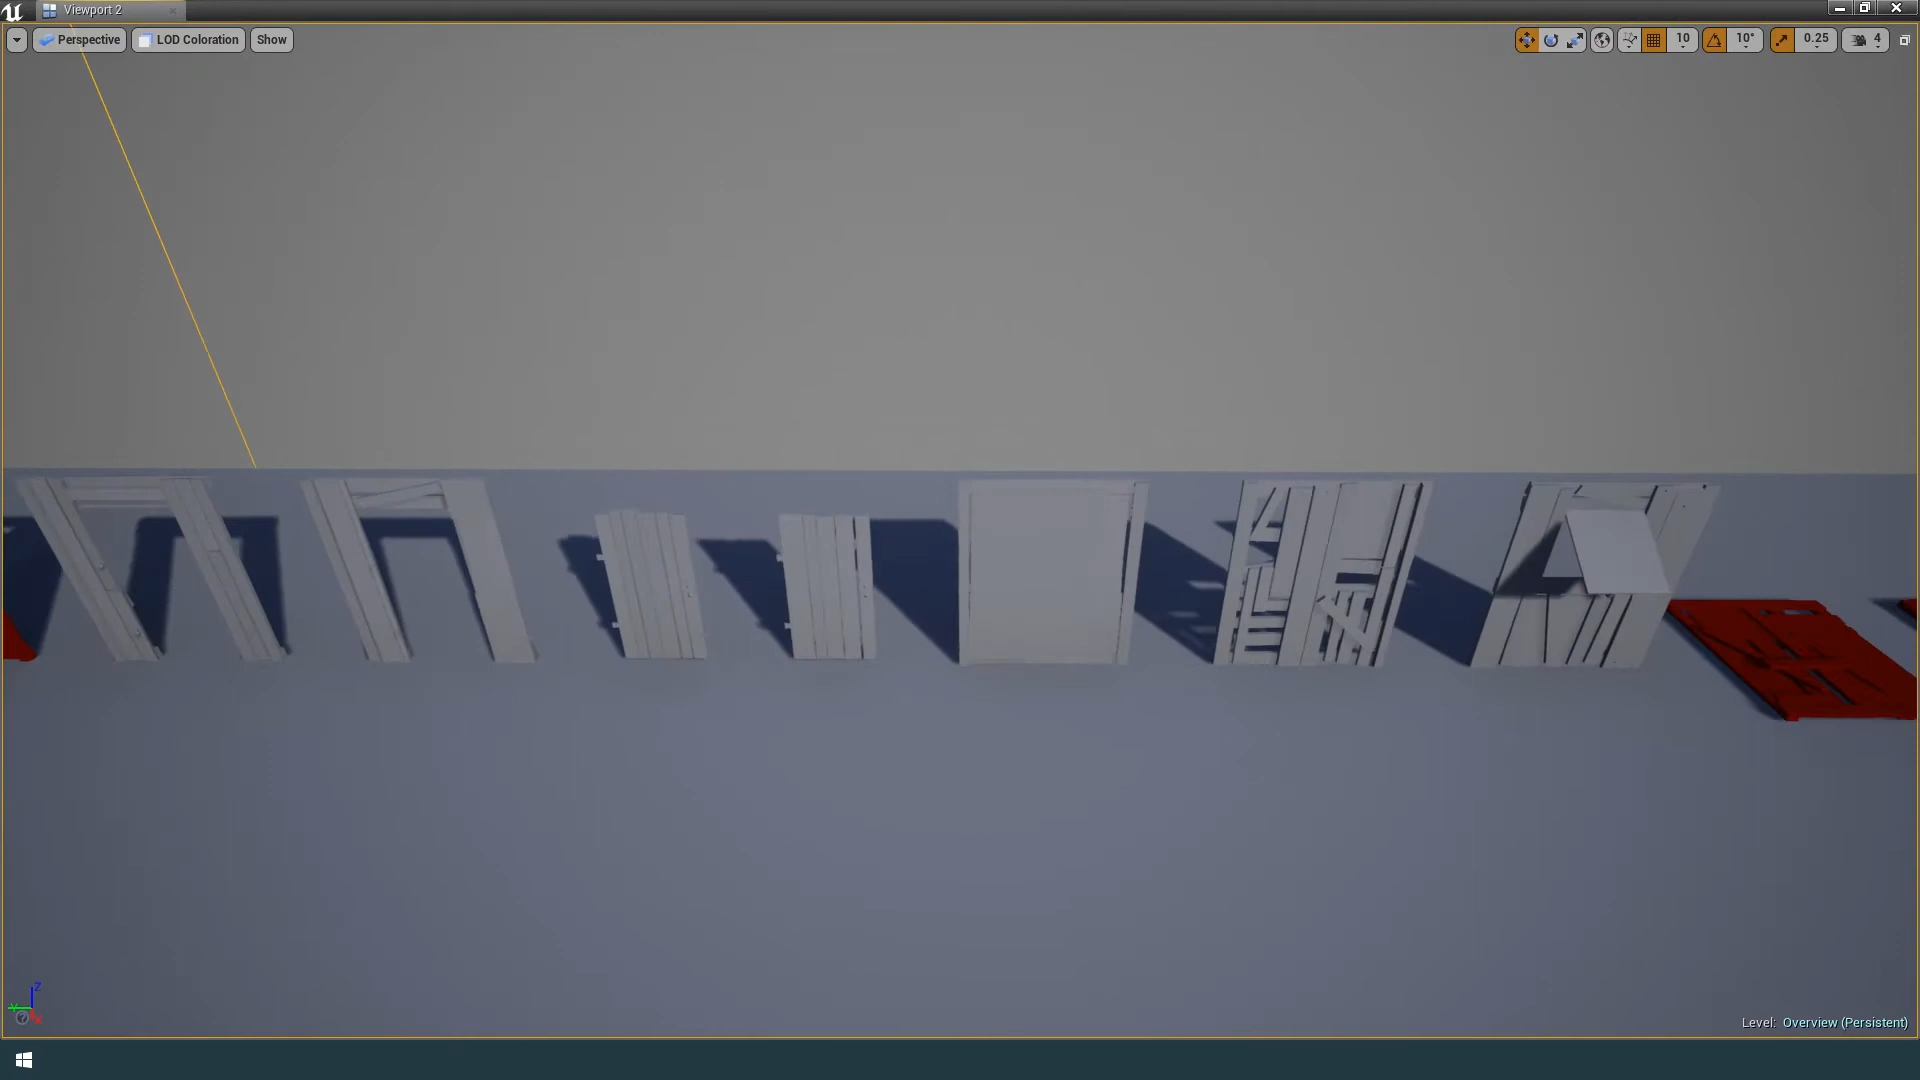 Viewport 2
Perspective
LOD Coloration
Show
10
10°
0.25
4
Z
Y
X
Level: Overview (Persistent)